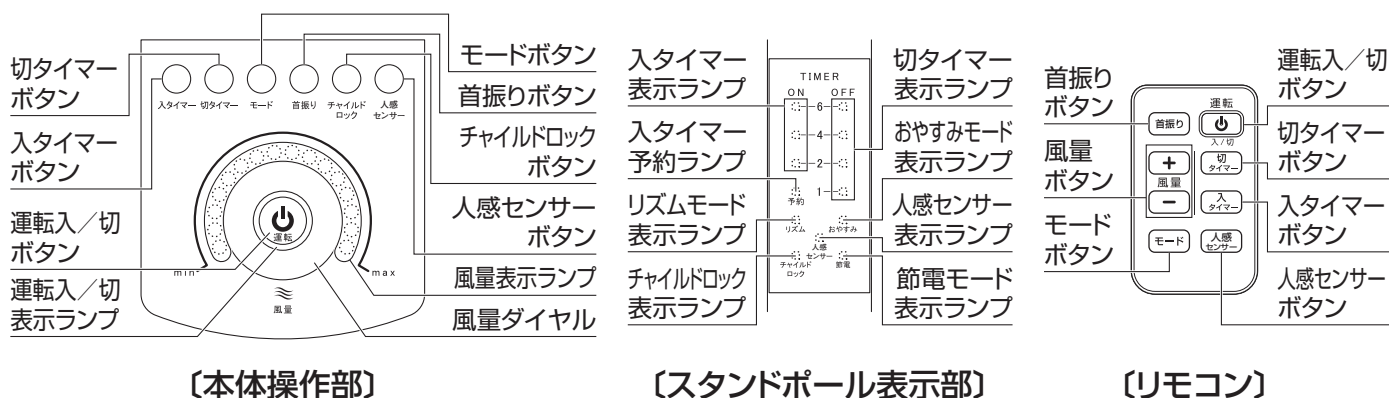 切タイマー
ボタン
入タイマー
ボタン
運転入／切
ボタン
運転入／切
表示ランプ
入タイマー
切タイマー
モード
首振り
チャイルド
ロック
人感
センサー
運転
min
max
風量
モードボタン
首振りボタン
チャイルドロック
ボタン
人感センサー
ボタン
風量表示ランプ
風量ダイヤル
〔本体操作部〕
入タイマー
表示ランプ
入タイマー
予約ランプ
リズムモード
表示ランプ
チャイルドロック
表示ランプ
TIMER
ON OFF
6
4
2
1
予約
リズム
おやすみ
人感
センサー
チャイルド
ロック
節電
切タイマー
表示ランプ
おやすみモード
表示ランプ
人感センサー
表示ランプ
節電モード
表示ランプ
〔スタンドポール表示部〕
首振り
ボタン
風量
ボタン
モード
ボタン
運転
首振り
入/切
+
風量
−
切
タイマー
入
タイマー
モード
人感
センサー
運転入／切
ボタン
切タイマー
ボタン
入タイマー
ボタン
人感センサー
ボタン
〔リモコン〕